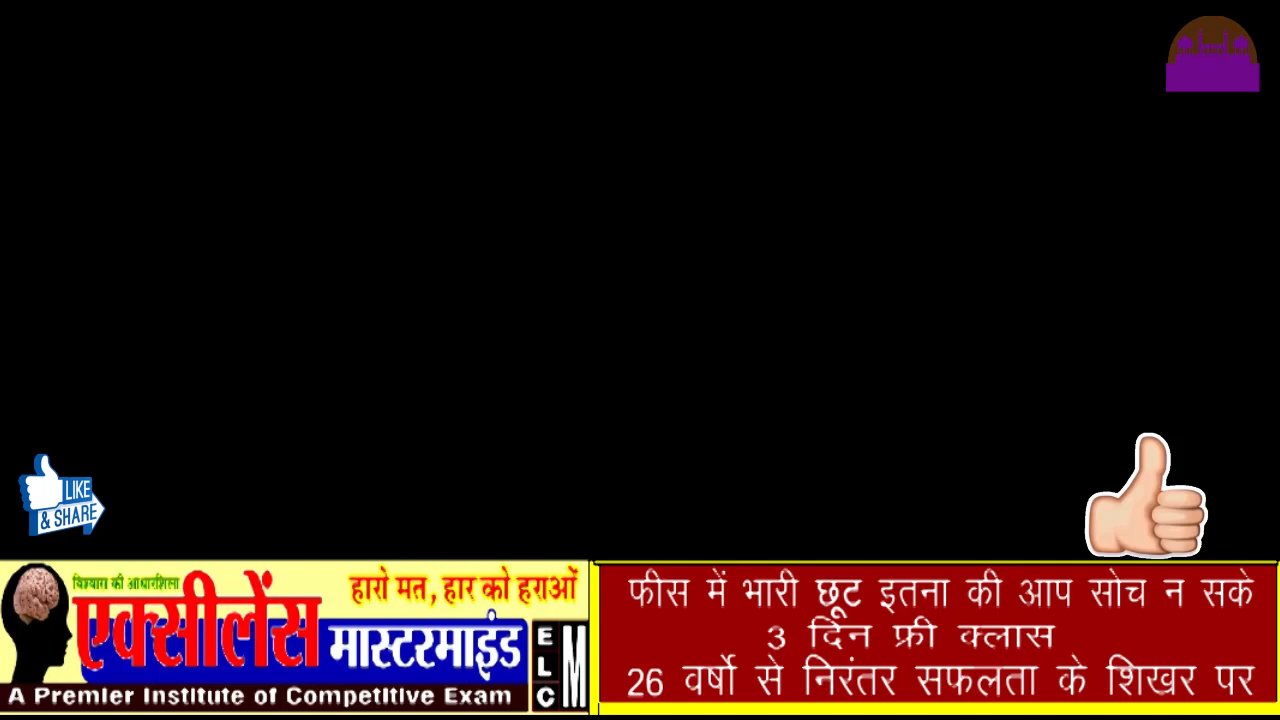 LIKE
& SHARE
विश्वास की आधारशिला
एक्सीलेंस
हारो मत, हार को हराओं
मास्टरमाइंड
E
L
C
M
A Premier Institute of Competitive Exam
फीस में भारी छूट इतना की आप सोच न सके
3 दिन फ्री क्लास
26 वर्षो से निरंतर सफलता के शिखर पर